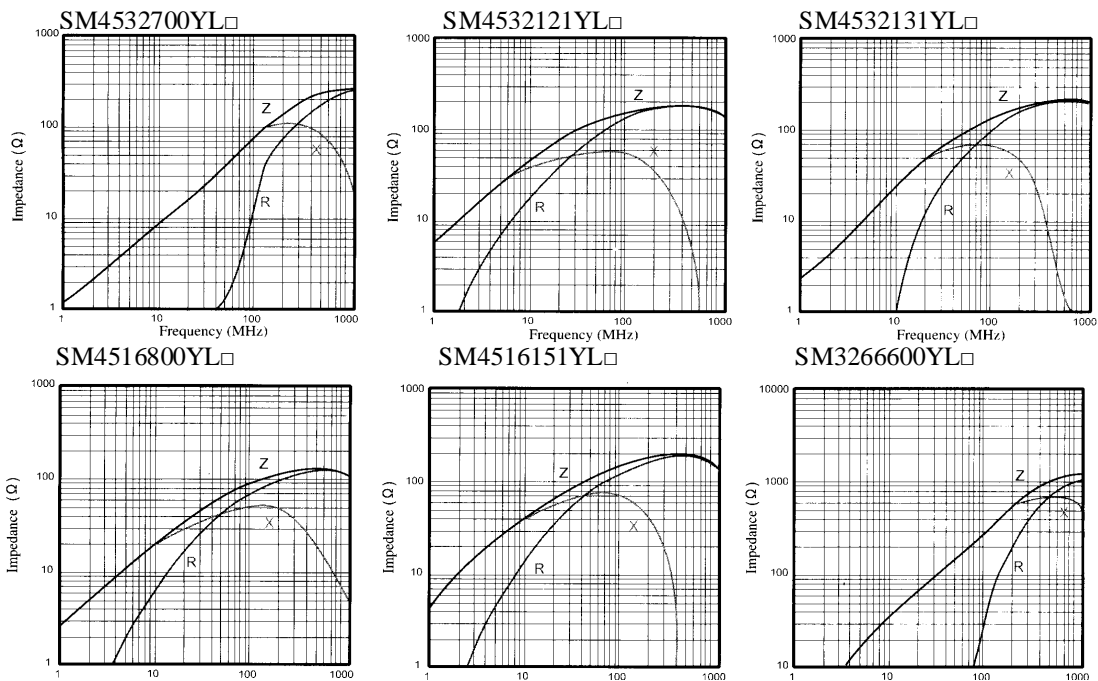 SM4532700YL□
1000
100
10
1
Impedance (Ω)
Z
X
R
1
10
100
1000
Frequency (MHz)
SM4532121YL□
1000
100
10
1
Impedance (Ω)
Z
X
R
1
10
100
1000
Frequency (MHz)
SM4532131YL□
1000
100
10
1
Impedance (Ω)
Z
X
R
1
10
100
1000
Frequency (MHz)
SM4516800YL□
1000
100
10
1
Impedance (Ω)
Z
X
R
1
10
100
1000
SM4516151YL□
1000
100
10
1
Impedance (Ω)
Z
X
R
1
10
100
1000
SM3266600YL□
10000
1000
100
10
Impedance (Ω)
Z
X
R
1
10
100
1000